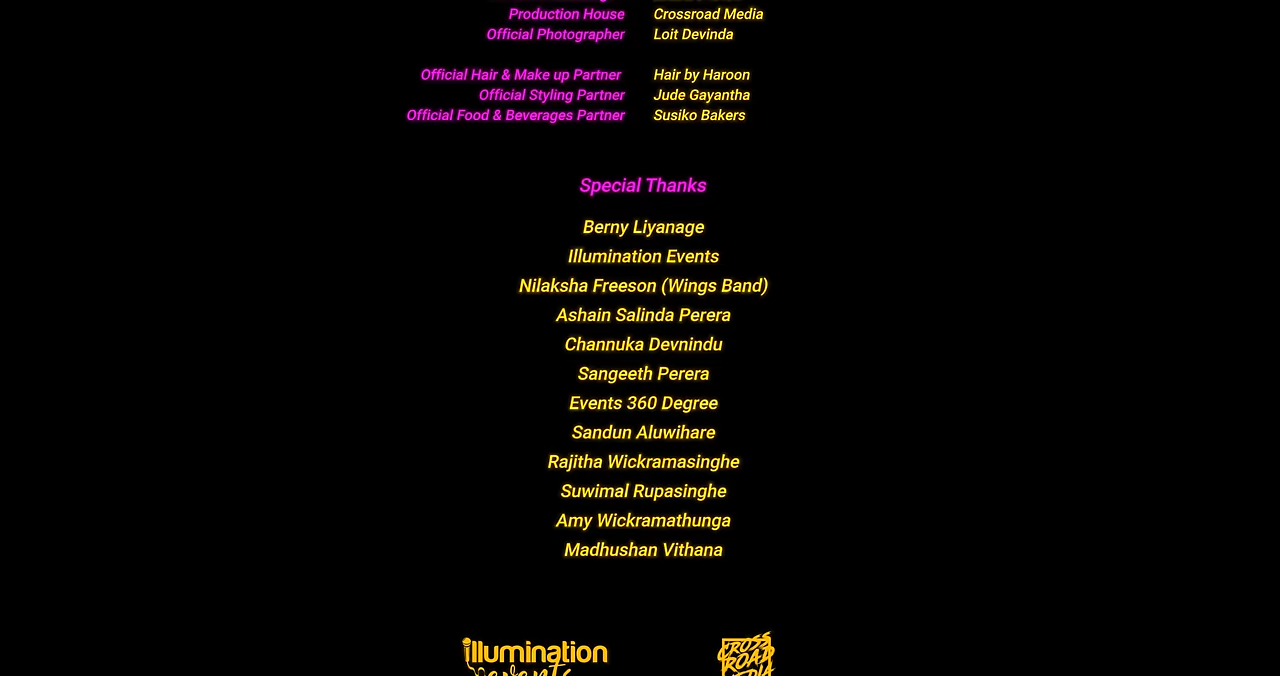 Production House Crossroad Media
Official Photographer Loit Devinda
Official Hair & Make up Partner Hair by Haroon
Official Styling Partner Jude Gayantha
Official Food & Beverages Partner Susiko Bakers
Special Thanks
Berny Liyanage
Illumination Events
Nilaksha Freeson (Wings Band)
Ashain Salinda Perera
Channuka Devnindu
Sangeeth Perera
Events 360 Degree
Sandun Aluwihare
Rajitha Wickramasinghe
Suwimal Rupasinghe
Amy Wickramathunga
Madhushan Vithana
illumination CROSS
events ROAD